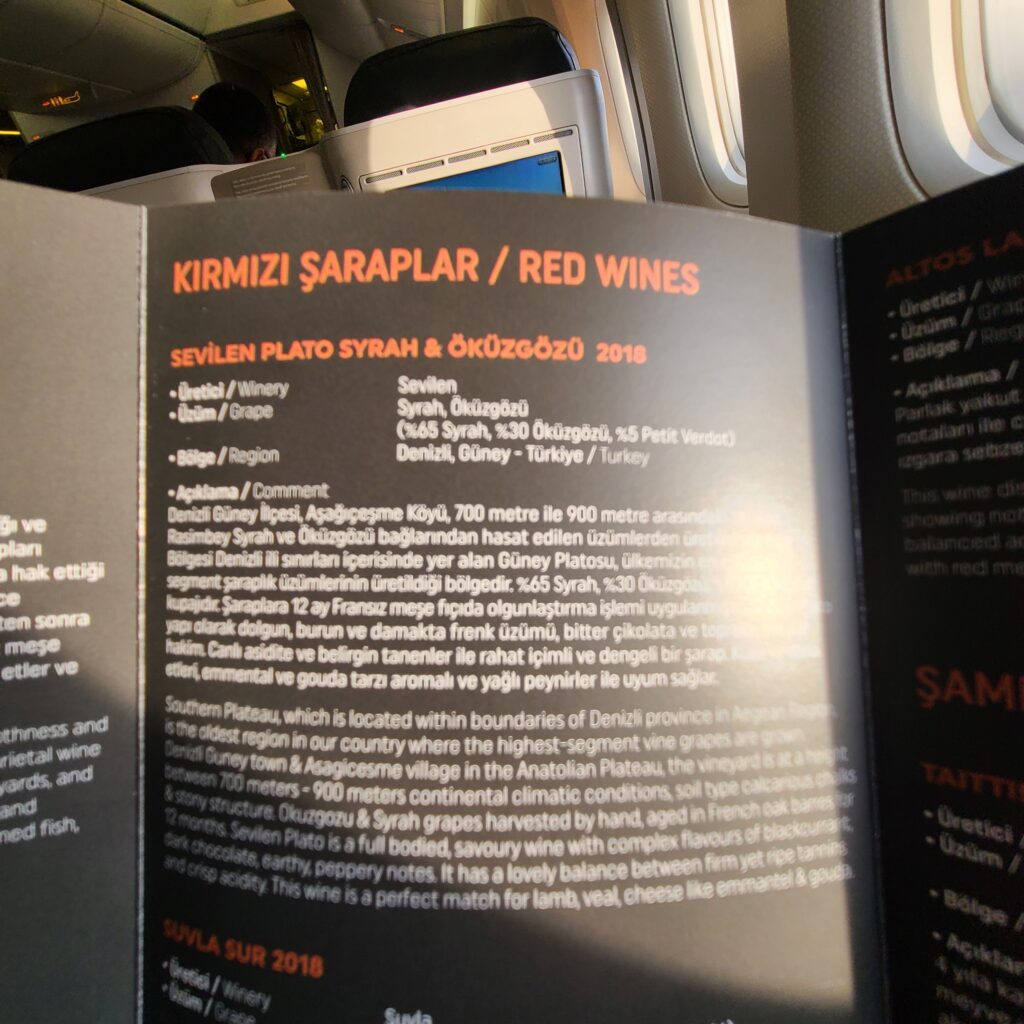 KIRMIZI ŞARAPLAR / RED WINES
SEVİLEN PLATO SYRAH & ÖKÜZGÖZÜ 2018
• Üretici / Winery Sevilen
• Üzüm / Grape Syrah, Öküzgözü
(%65 Syrah, %30 Öküzgözü, %5 Petit Verdot)
• Bölge / Region Denizli, Güney - Türkiye / Turkey
• Açıklama / Comment
Denizli Güney İlçesi, Aşağıçeşme Köyü, 700 metre ile 900 metre arasındaki
Rasimbey Syrah ve Öküzgözü bağlarından hasat edilen üzümlerden
Bölgesi Denizli ili sınırları içerisinde yer alan Güney Platosu, ülkemizin en
segment şaraplık üzümlerinin üretildiği bölgedir. %65 Syrah, %30 Öküzgözü,
kupajıdır. Şaraplara 12 ay Fransız meşe fıçıda olgunlaştırma işlemi
yapı olarak dolgun, burun ve damakta frenk üzümü, bitter çikolata ve
hakim. Canlı asidite ve belirgin tanenler ile rahat içimli ve dengeli bir şarap.
etleri, emmental ve gouda tarzı aromalı ve yağlı peynirler ile uyum sağlar.
Southern Plateau, which is located within boundaries of Denizli province in Aegean Region,
is the oldest region in our country where the highest-segment vine grapes are grown.
Denizli Guney town & Asagicesme village in the Anatolian Plateau, the vineyard is at a height
between 700 meters - 900 meters continental climatic conditions, soil type calcarious chalks
& stony structure. Okuzgozu & Syrah grapes harvested by hand, aged in French oak barrels for
12 months. Sevilen Plato is a full bodied, savoury wine with complex flavours of blackcurrant,
dark chocolate, earthy, peppery notes. It has a lovely balance between firm yet ripe tannins
and crisp acidity. This wine is a perfect match for lamb, veal, cheese like emmantel & gouda.
SUVLA SUR 2018
• Üretici / Winery Suvla
• Üzüm / Grape
ğı ve
pları
a hak ettiği
ce
ten sonra
meşe
etler ve
othness and
rietal wine
yards, and
and
ned fish,
ALTOS LA
• Üretici / Win
• Üzüm / Grap
• Bölge / Reg
• Açıklama /
Parlak yakut
notaları ile
ızgara sebze
This wine dis
showing not
balanced an
with red me
ŞAM
TAITTI
• Üretici /
• Üzüm /
• Bölge /
• Açıkla
4 yıla ka
meyve